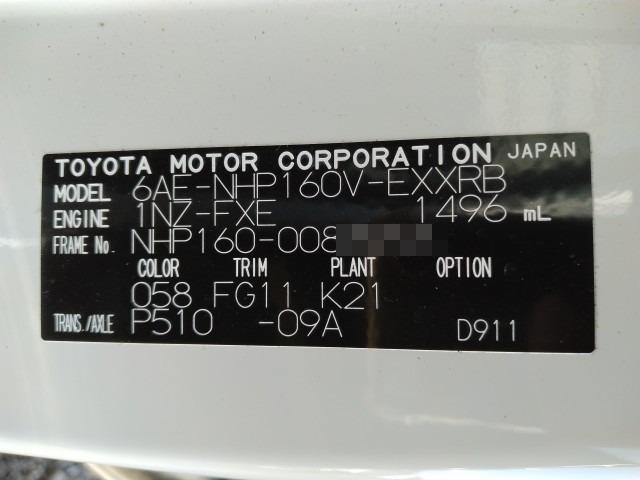 TOYOTA MOTOR CORPORATION JAPAN
MODEL 6AE-NHP160V-EXXRB
ENGINE 1NZ-FXE 1496 mL
FRAME No. NHP160-008
COLOR TRIM PLANT OPTION
058 FG11 K21
TRANS./AXLE P510 -09A D911